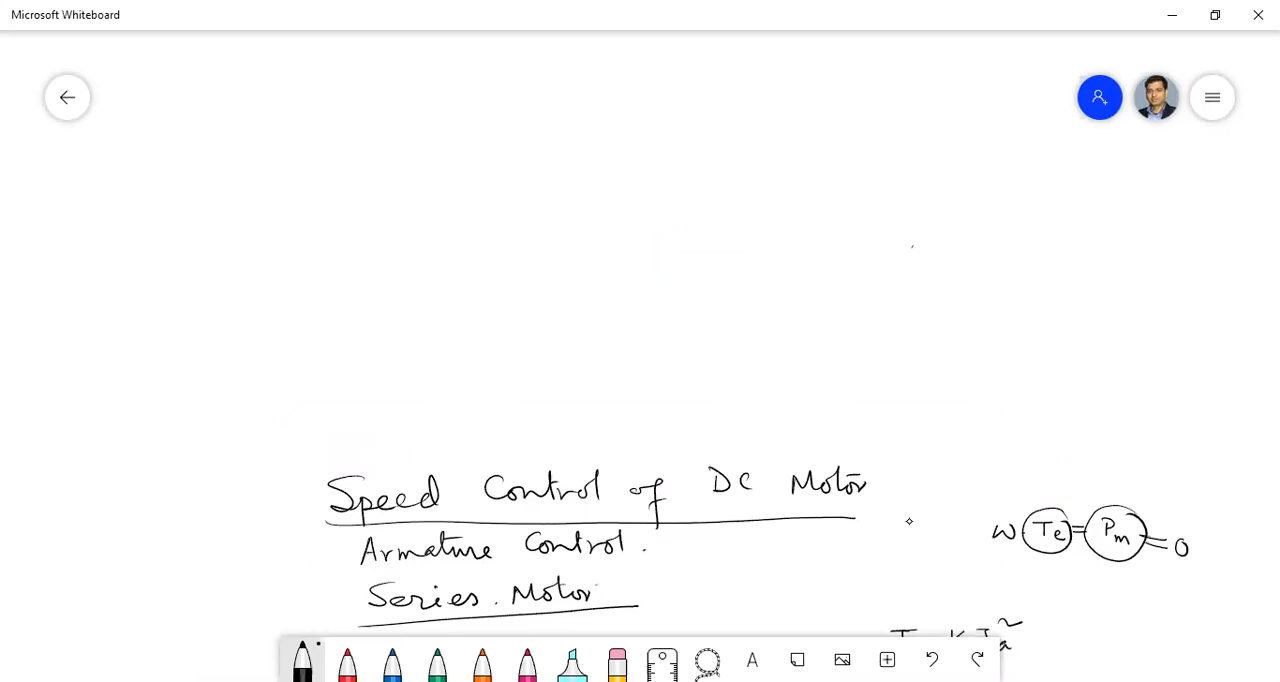 Microsoft Whiteboard
Speed Control of DC Motor
Armature Control.
Series. Motor
ω Te = Pm = 0
A